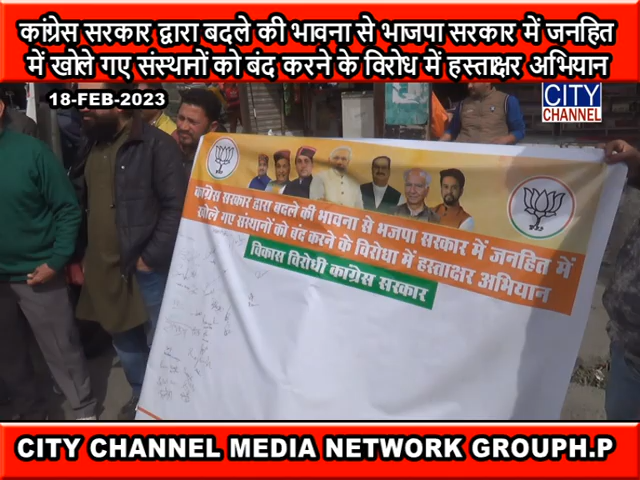 कांग्रेस सरकार द्वारा बदले की भावना से भाजपा सरकार में जनहित
में खोले गए संस्थानों को बंद करने के विरोध में हस्ताक्षर अभियान
18-FEB-2023
CITY
CHANNEL
कांग्रेस सरकार द्वारा बदले की भावना से भजपा सरकार में जनहित में
खोले गए संस्थानों को बंद करने के विरोधा में हस्ताक्षर अभियान
विकास विरोधी कांग्रेस सरकार
CITY CHANNEL MEDIA NETWORK GROUPH.P